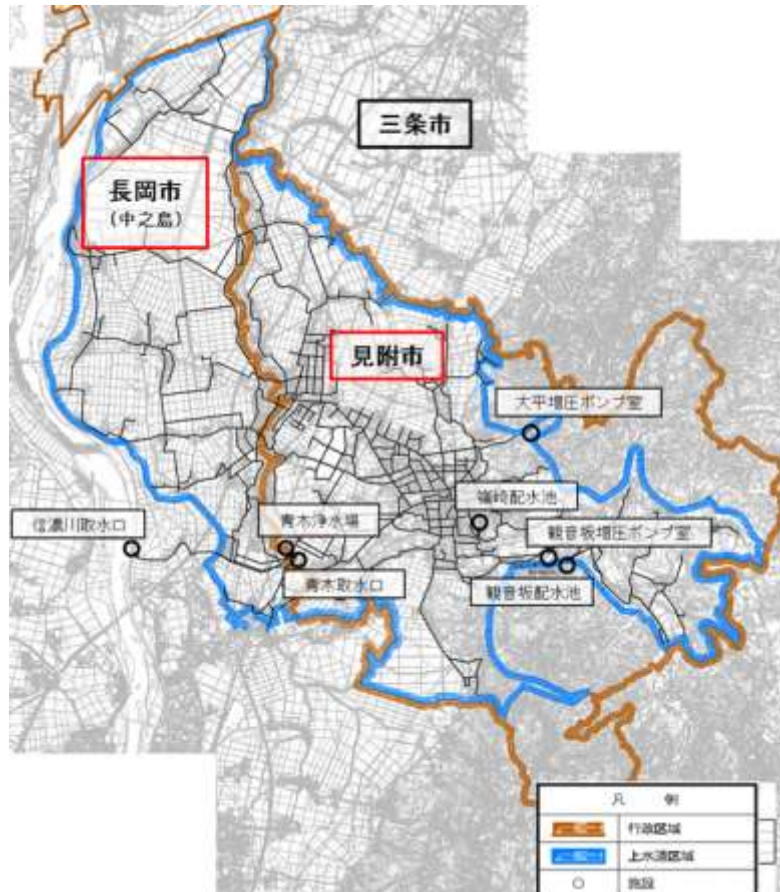 三条市
長岡市
(中之島)
見附市
大平増圧ポンプ室
嶺崎配水池
信濃川取水口
青木浄水場
観音坂増圧ポンプ室
青木取水口
観音坂配水池
凡 例
行政区域
上水道区域
施設